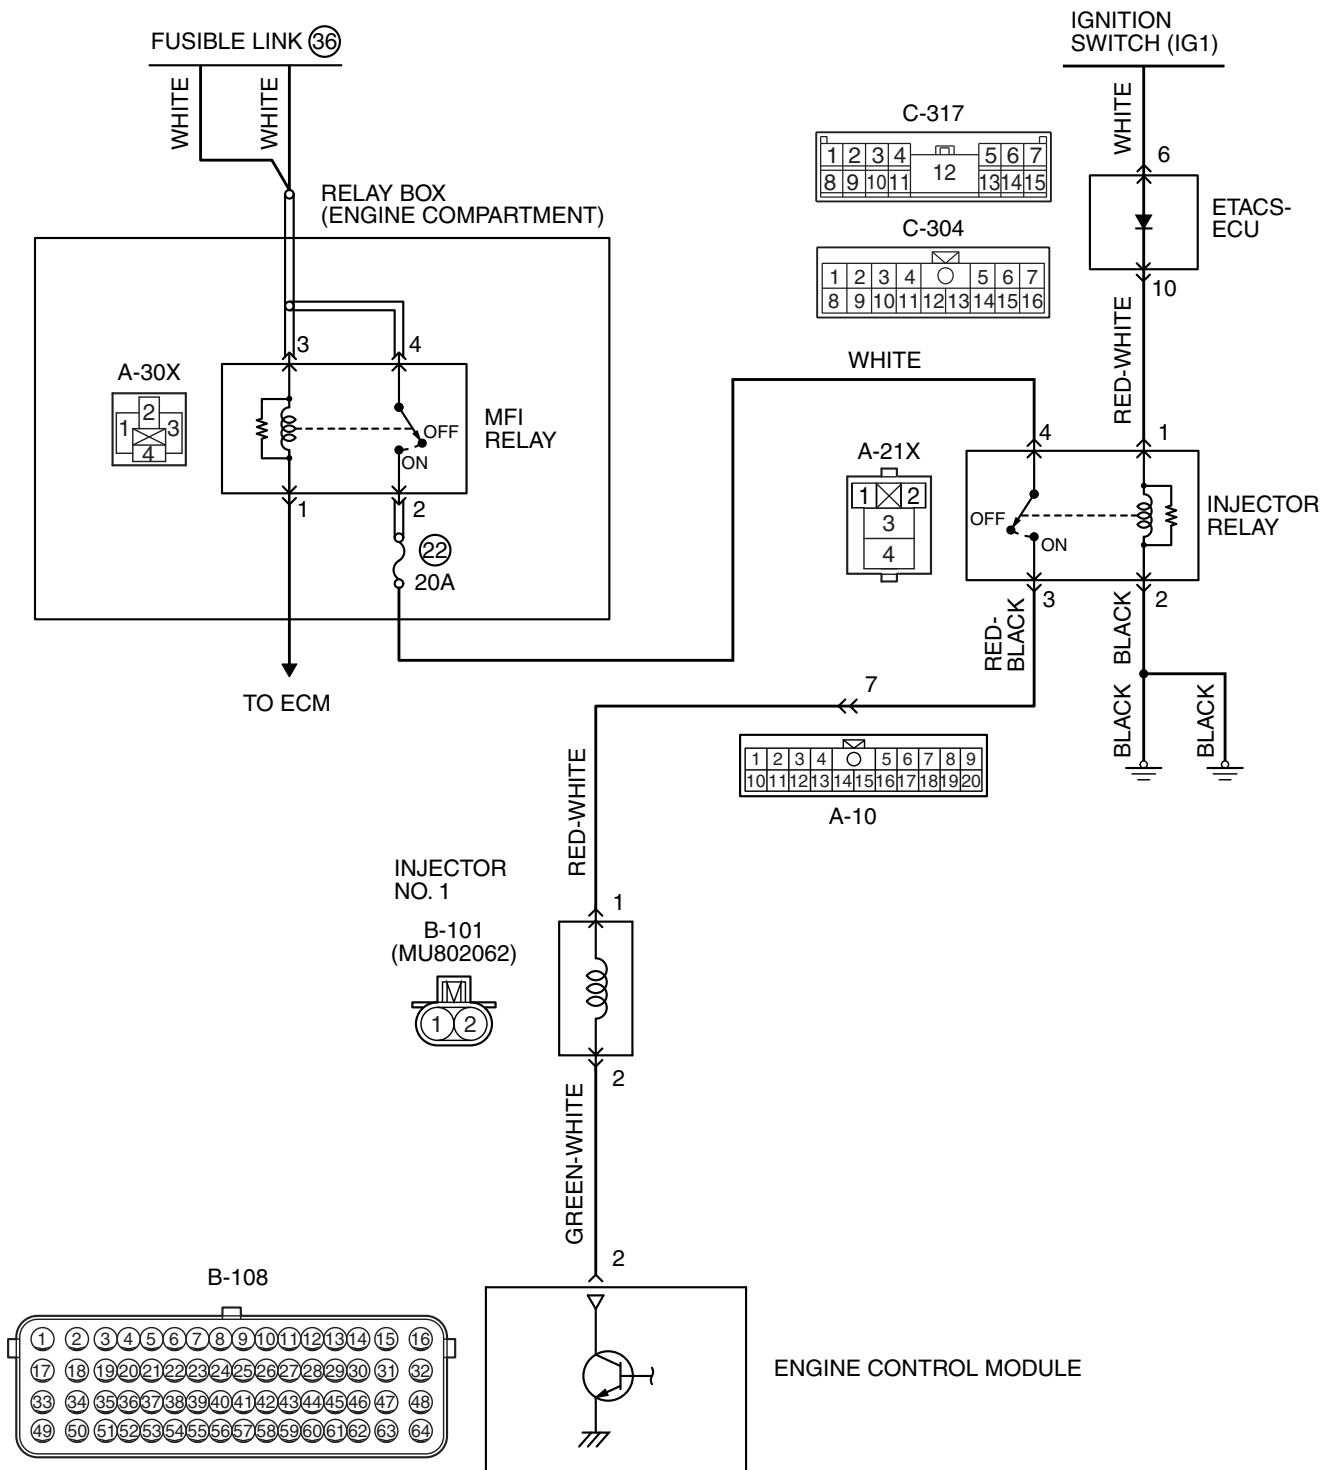 FUSIBLE LINK 36
WHITE
WHITE
RELAY BOX
(ENGINE COMPARTMENT)
A-30X
1
2
3
4
3
4
MFI
RELAY
OFF
ON
1
2
22
20A
TO ECM
IGNITION
SWITCH (IG1)
WHITE
6
ETACS-
ECU
10
RED-WHITE
C-317
1 2 3 4 5 6 7
12
8 9 10 11 13 14 15
C-304
1 2 3 4 5 6 7
8 9 10 11 12 13 14 15 16
WHITE
4
1
A-21X
1 2
3
4
OFF
ON
INJECTOR
RELAY
3
2
RED-
BLACK
BLACK
BLACK
BLACK
7
1 2 3 4 5 6 7 8 9
10 11 12 13 14 15 16 17 18 19 20
A-10
RED-WHITE
INJECTOR
NO. 1
B-101
(MU802062)
1 2
1
2
GREEN-WHITE
2
B-108
1 2 3 4 5 6 7 8 9 10 11 12 13 14 15 16
17 18 19 20 21 22 23 24 25 26 27 28 29 30 31 32
33 34 35 36 37 38 39 40 41 42 43 44 45 46 47 48
49 50 51 52 53 54 55 56 57 58 59 60 61 62 63 64
ENGINE CONTROL MODULE